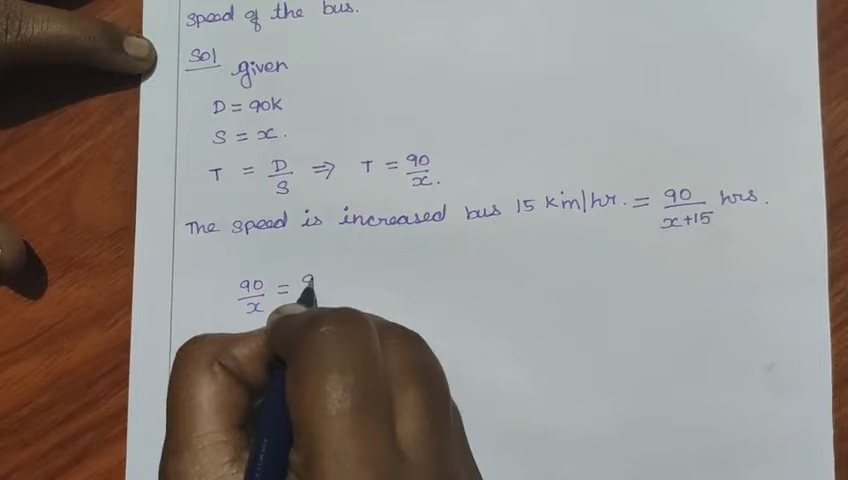 speed of the bus.
Sol
given
D = 90k
S = x.
T = D/S ⇒ T = 90/x.
The speed is increased bus 15 km/hr. = 90/x+15 hrs.
90/x = 9